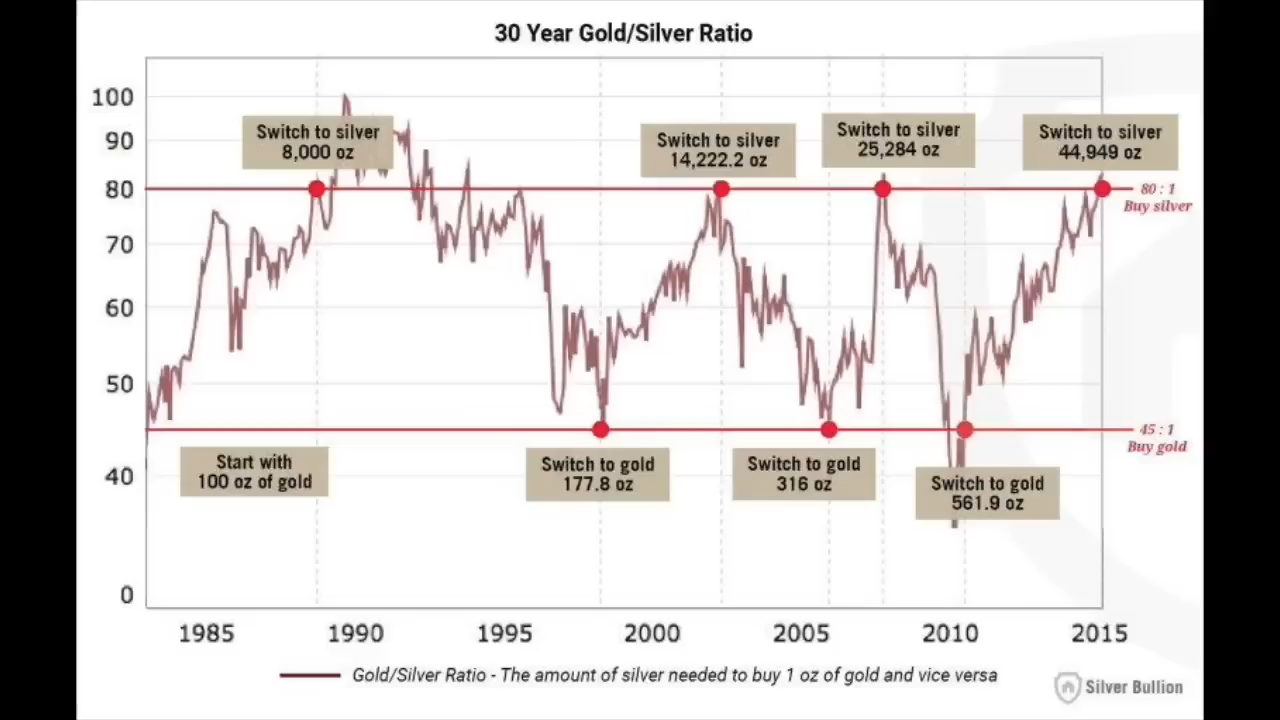 30 Year Gold/Silver Ratio
100
90
80
70
60
50
40
0
Switch to silver
8,000 oz
Switch to silver
14,222.2 oz
Switch to silver
25,284 oz
Switch to silver
44,949 oz
80 : 1
Buy silver
45 : 1
Buy gold
Start with
100 oz of gold
Switch to gold
177.8 oz
Switch to gold
316 oz
Switch to gold
561.9 oz
1985
1990
1995
2000
2005
2010
2015
Gold/Silver Ratio - The amount of silver needed to buy 1 oz of gold and vice versa
Silver Bullion